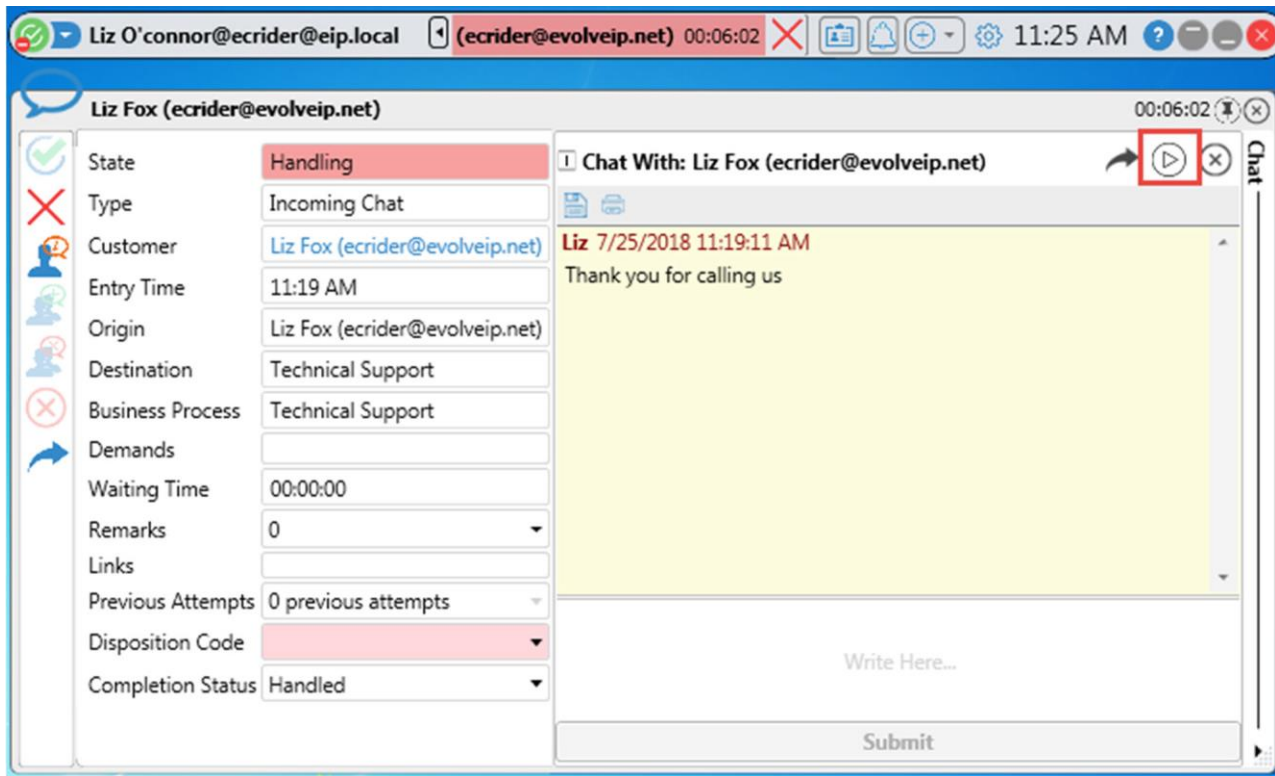 Liz O'connor@ecrider@eip.local (ecrider@evolveip.net) 00:06:02 11:25 AM ?
Liz Fox (ecrider@evolveip.net) 00:06:02
State Handling
Type Incoming Chat
Customer Liz Fox (ecrider@evolveip.net)
Entry Time 11:19 AM
Origin Liz Fox (ecrider@evolveip.net)
Destination Technical Support
Business Process Technical Support
Demands
Waiting Time 00:00:00
Remarks 0
Links
Previous Attempts 0 previous attempts
Disposition Code
Completion Status Handled
Chat With: Liz Fox (ecrider@evolveip.net)
Liz 7/25/2018 11:19:11 AM
Thank you for calling us
Write Here...
Submit
Chat